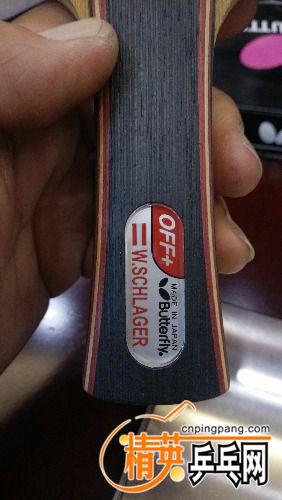 OFF+
W.SCHLAGER
MADE IN JAPAN
Butterfly.
cnpingpang.com
精英乒乓网